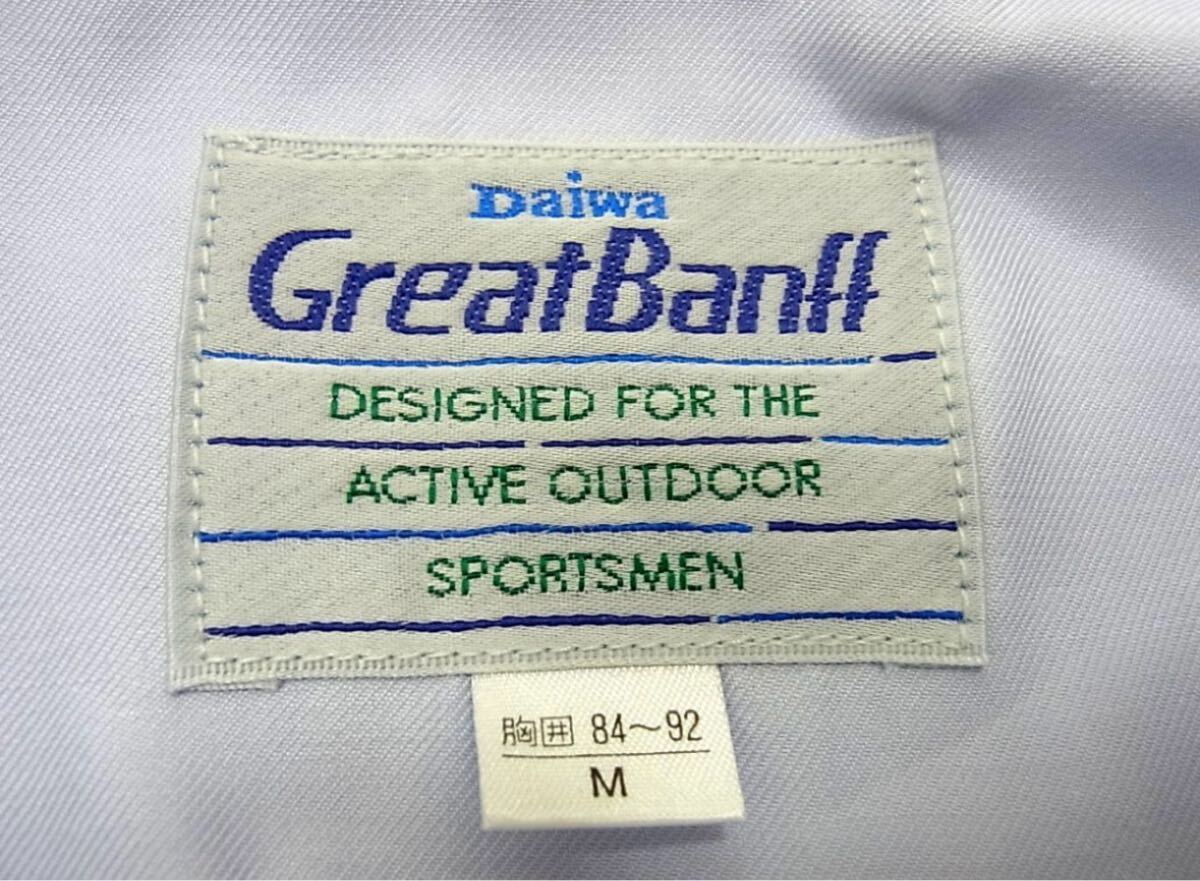 Daiwa
GreatBanff
DESIGNED FOR THE
ACTIVE OUTDOOR
SPORTSMEN
胸囲 84～92
M